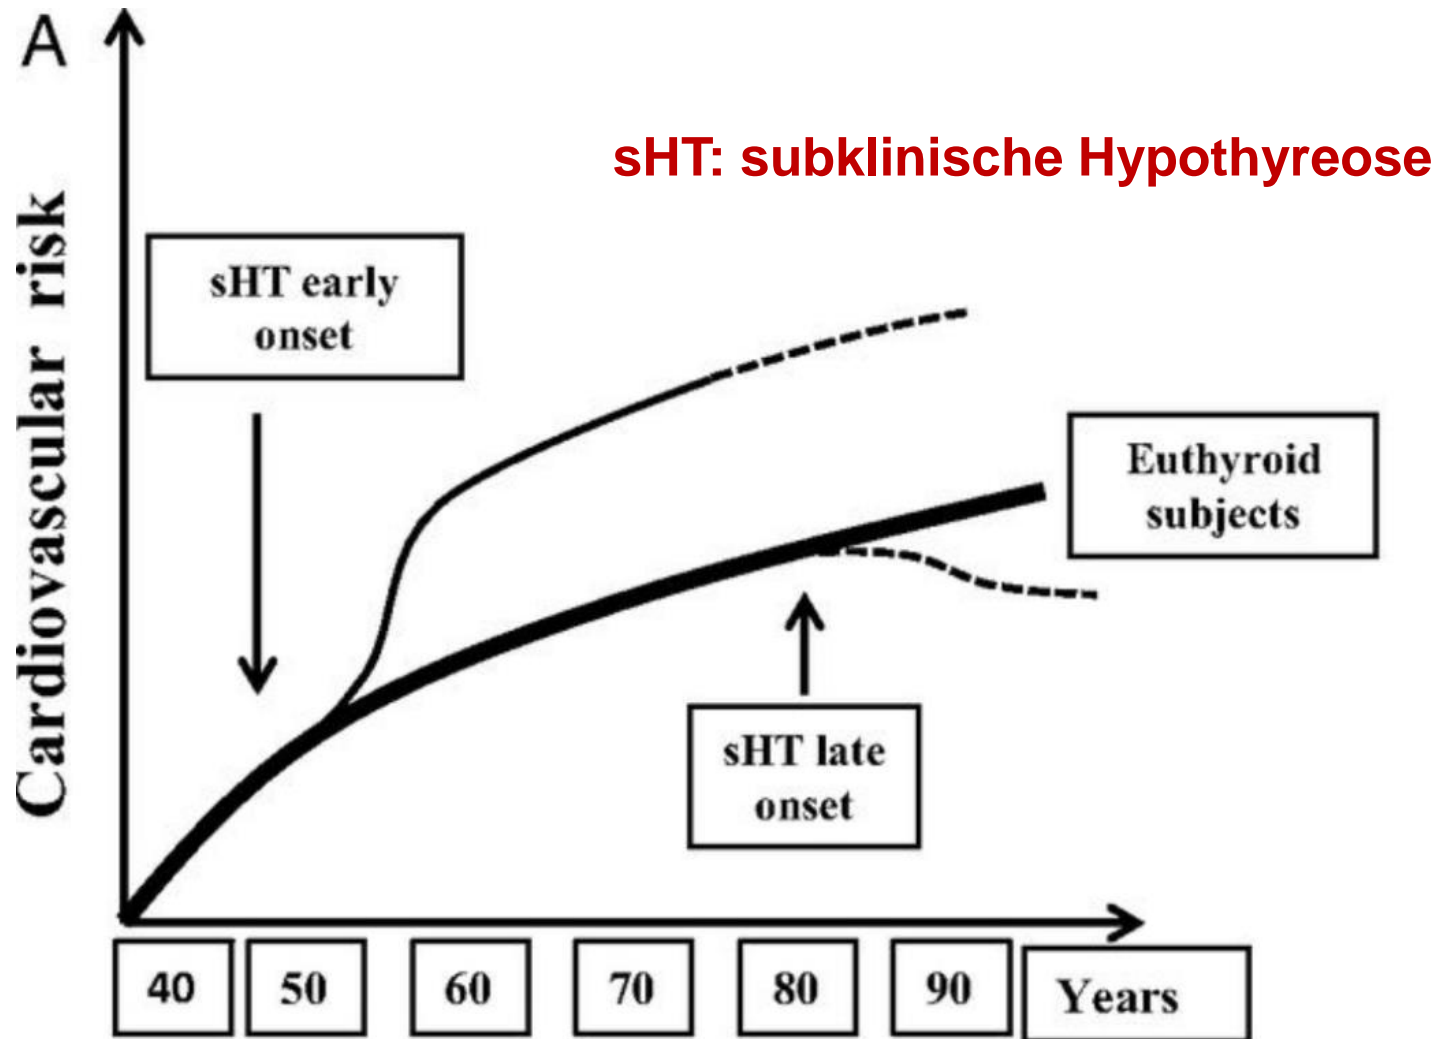 A
sHT: subklinische Hypothyreose
Cardiovascular risk
sHT early
onset
Euthyroid
subjects
sHT late
onset
40 50 60 70 80 90 Years